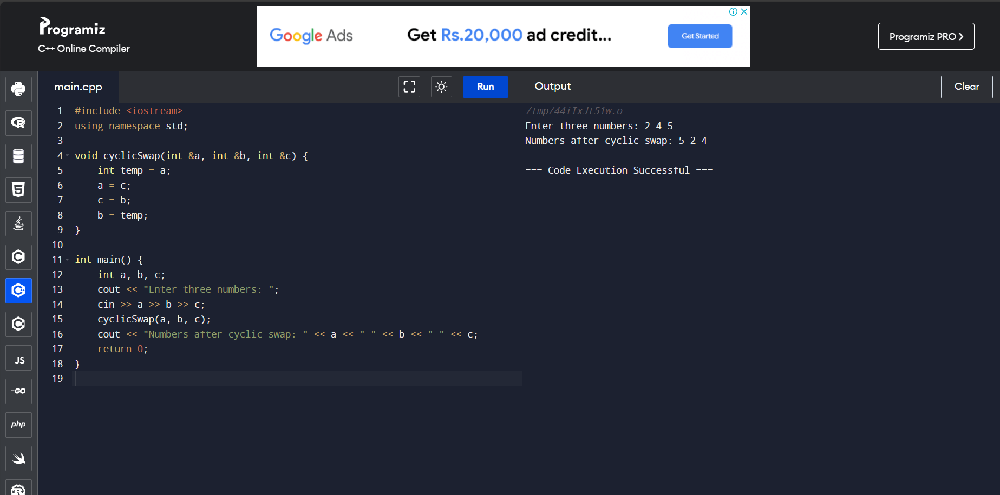 Programiz
C++ Online Compiler
Google Ads
Get Rs.20,000 ad credit...
Get Started
Programiz PRO ❯
main.cpp
Run
Output
Clear
1 #include <iostream>
2 using namespace std;
3
4 void cyclicSwap(int &a, int &b, int &c) {
5     int temp = a;
6     a = c;
7     c = b;
8     b = temp;
9 }
10
11 int main() {
12     int a, b, c;
13     cout << "Enter three numbers: ";
14     cin >> a >> b >> c;
15     cyclicSwap(a, b, c);
16     cout << "Numbers after cyclic swap: " << a << " " << b << " " << c;
17     return 0;
18 }
19
/tmp/44iIxJt51w.o
Enter three numbers: 2 4 5
Numbers after cyclic swap: 5 2 4
=== Code Execution Successful ===
R
5
C
C++
C#
JS
GO
php
R